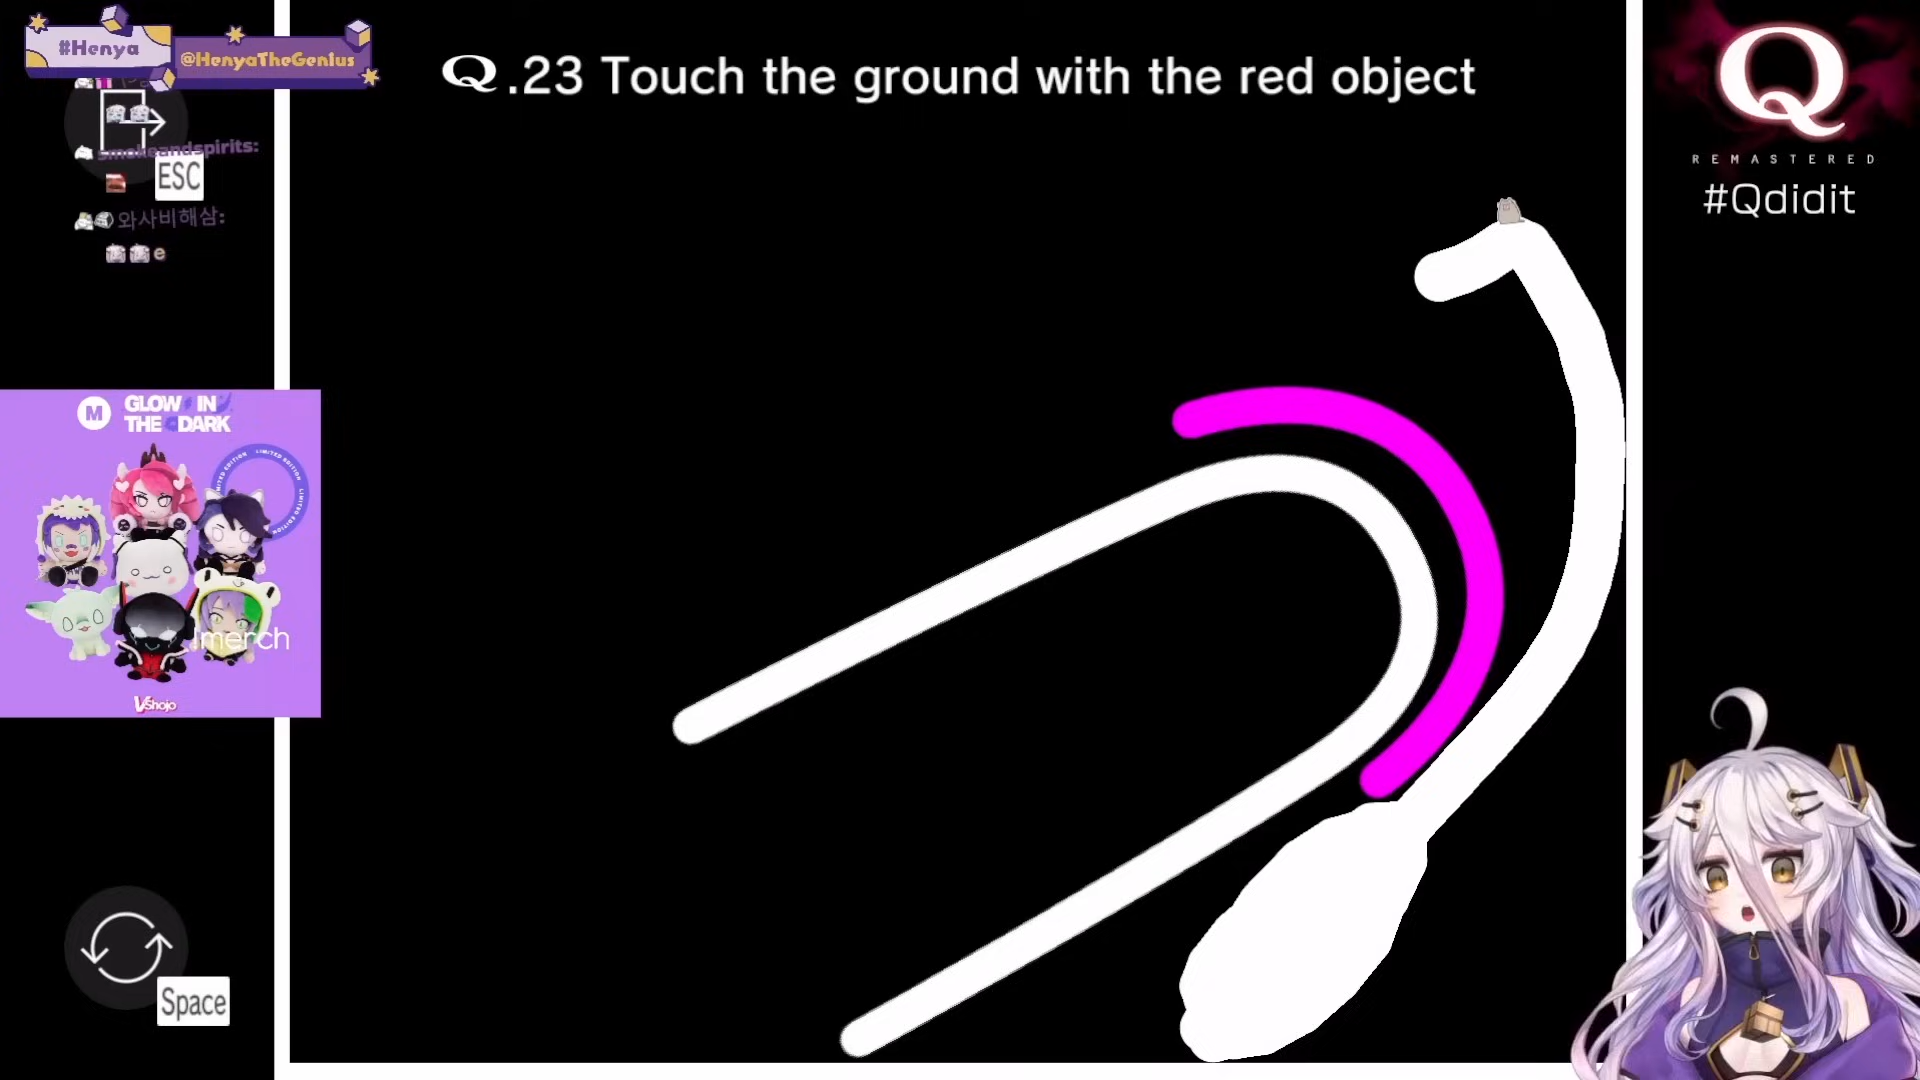 #Henya
@HenyaTheGenius
Q.23 Touch the ground with the red object
Q
REMASTERED
#Qdidit
smokeandspirits:
ESC
와사비해삼:
e
M
GLOW IN
THE DARK
!merch
VShojo
Space